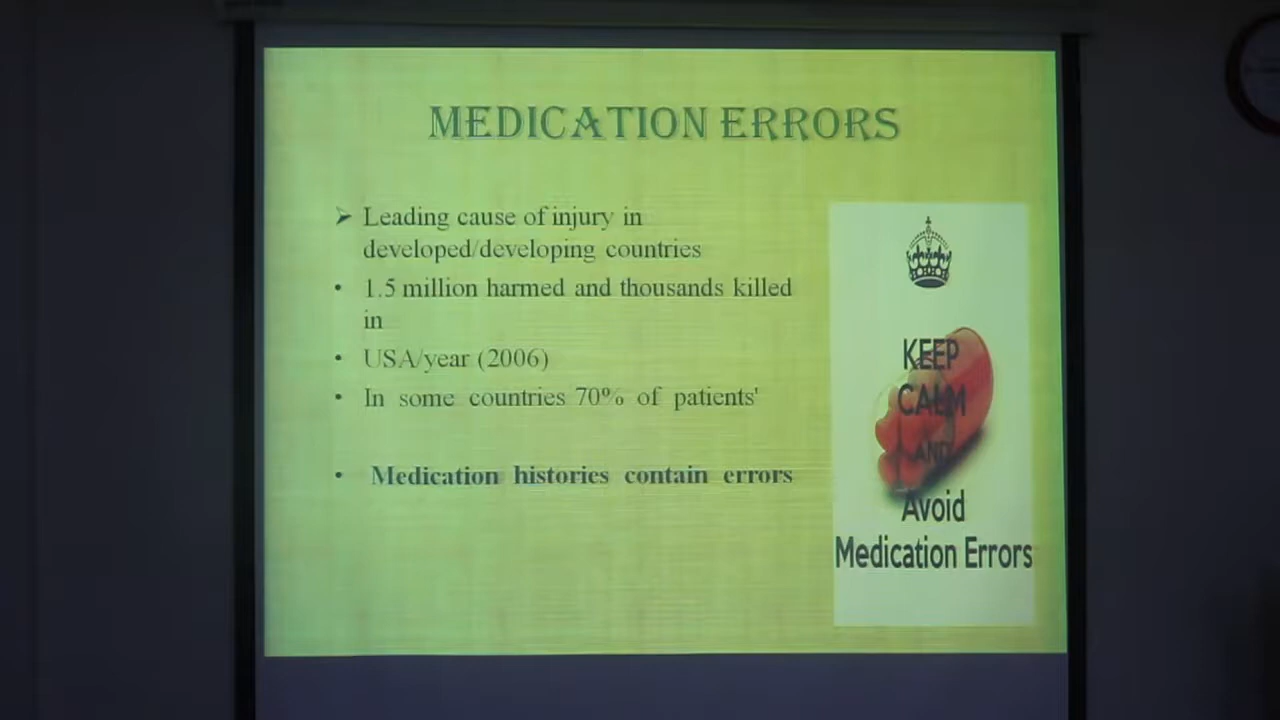 MEDICATION ERRORS
➢ Leading cause of injury in
developed/developing countries
• 1.5 million harmed and thousands killed
in
• USA/year (2006)
• In some countries 70% of patients'
• Medication histories contain errors
KEEP
CALM
AND
Avoid
Medication Errors